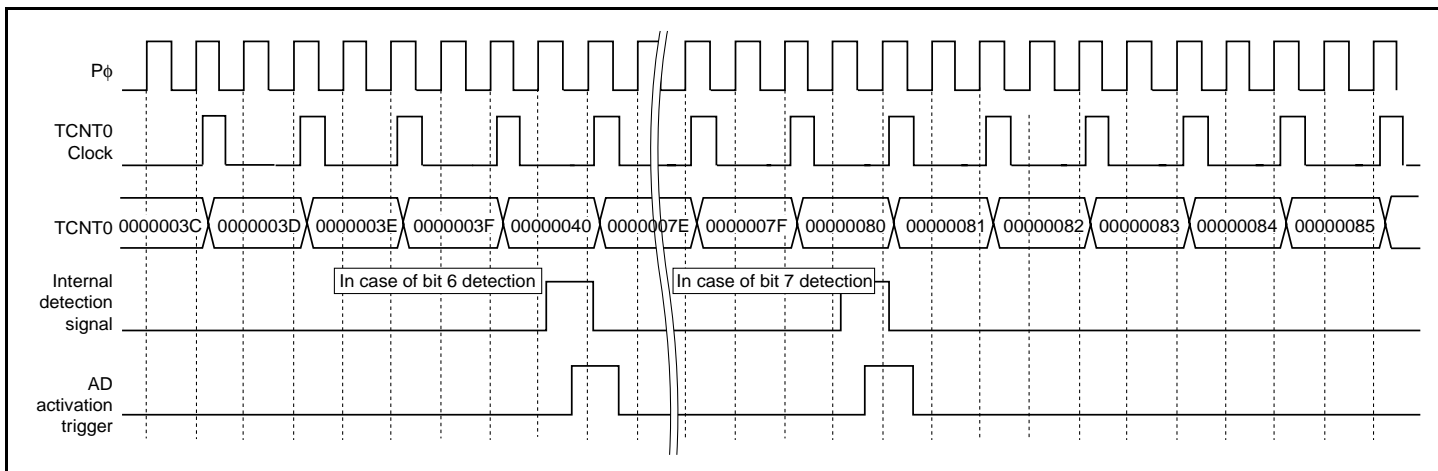 Pϕ
TCNT0
Clock
TCNT0 0000003C 0000003D 0000003E 0000003F 00000040 0000007E 0000007F 00000080 00000081 00000082 00000083 00000084 00000085
Internal
detection
signal
In case of bit 6 detection
In case of bit 7 detection
AD
activation
trigger